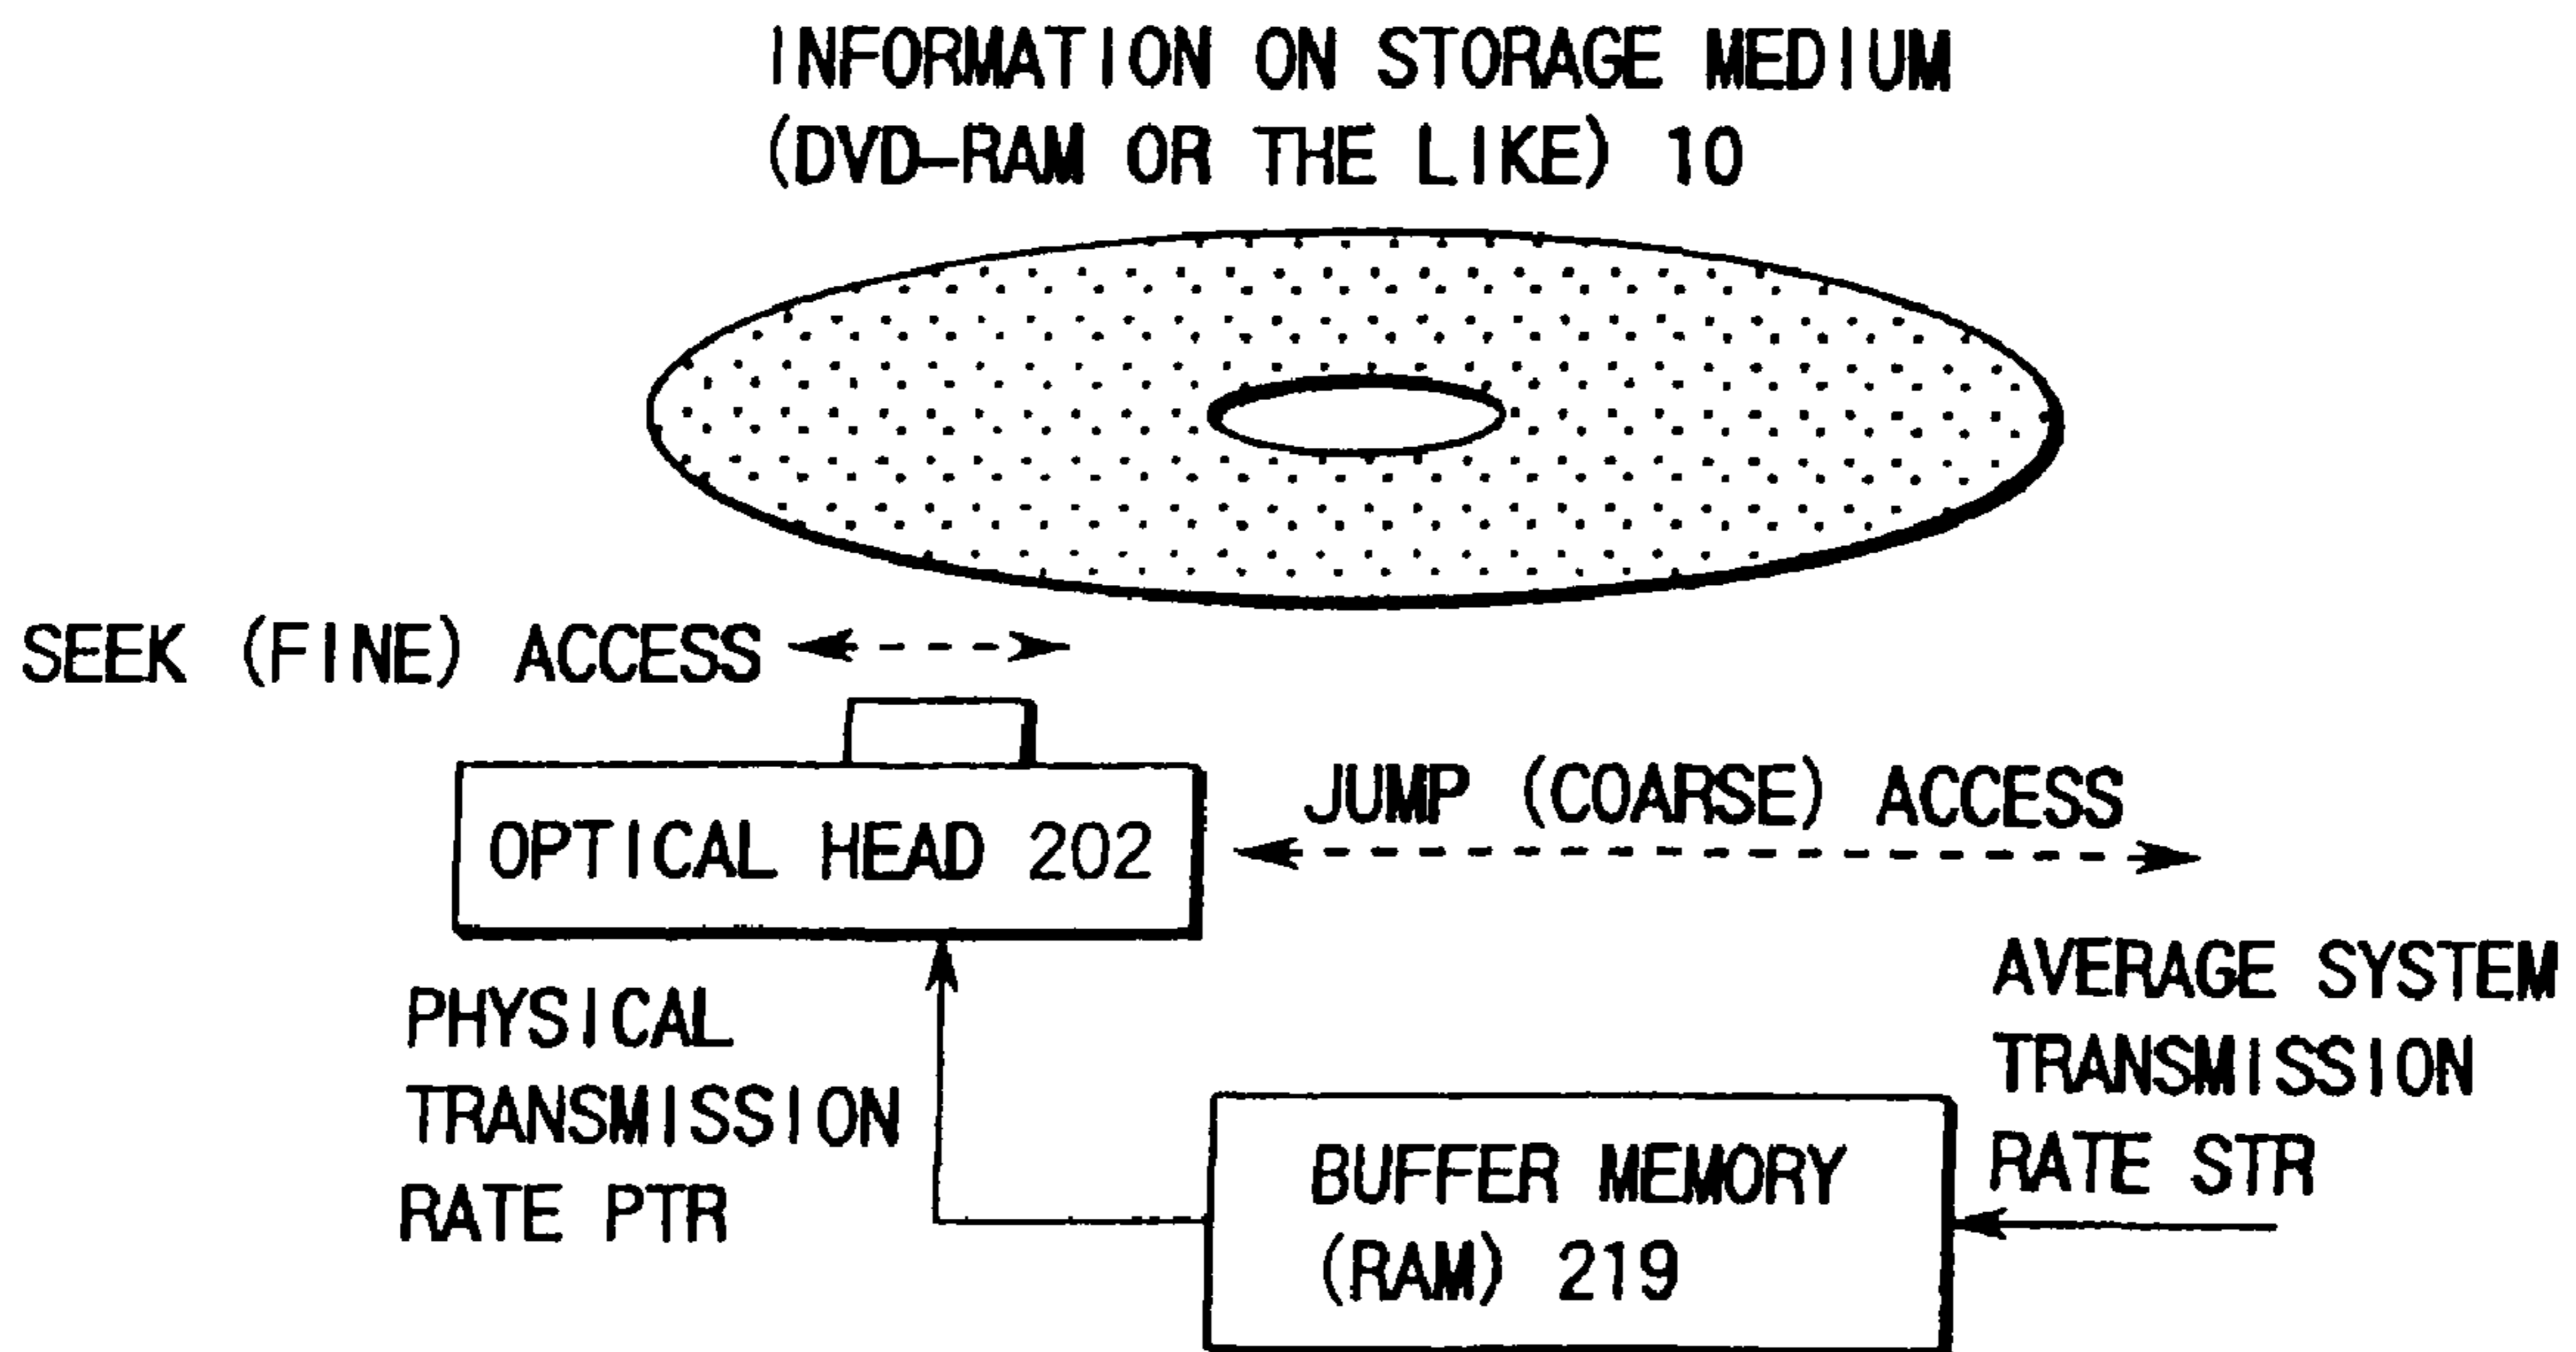 INFORMATION ON STORAGE MEDIUM
(DVD-RAM OR THE LIKE) 10
SEEK (FINE) ACCESS
OPTICAL HEAD 202
JUMP (COARSE) ACCESS
PHYSICAL
TRANSMISSION
RATE PTR
AVERAGE SYSTEM
TRANSMISSION
RATE STR
BUFFER MEMORY
(RAM) 219